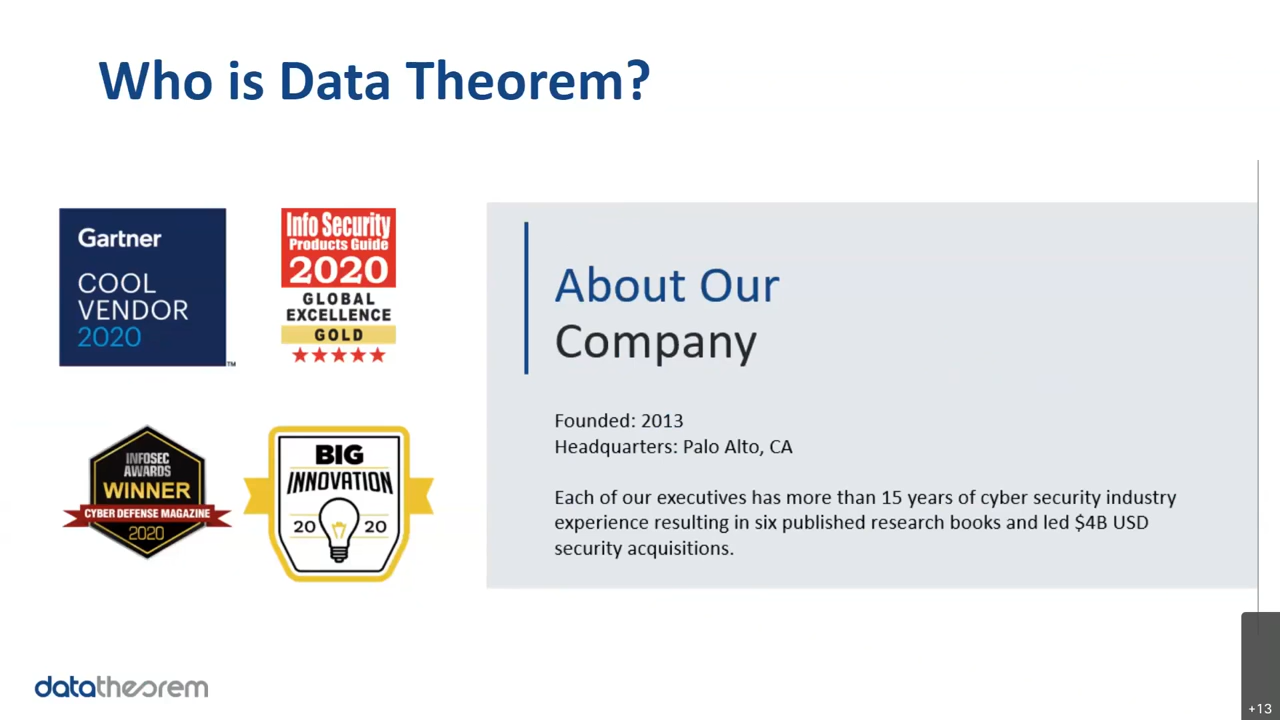 Who is Data Theorem?
Gartner
COOL
VENDOR
2020
TM
Info Security
Products Guide
2020
GLOBAL
EXCELLENCE
GOLD
INFOSEC
AWARDS
WINNER
CYBER DEFENSE MAGAZINE
2020
BIG
INNOVATION
20 20
About Our
Company
Founded: 2013
Headquarters: Palo Alto, CA
Each of our executives has more than 15 years of cyber security industry
experience resulting in six published research books and led $4B USD
security acquisitions.
datatheorem
+13